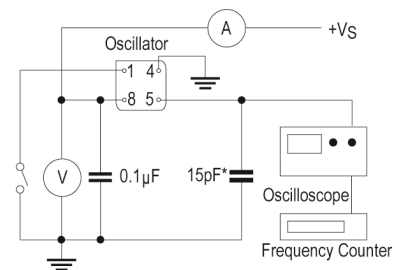 A
+VS
Oscillator
1 4
8 5
V
0.1µF
15pF*
Oscilloscope
Frequency Counter